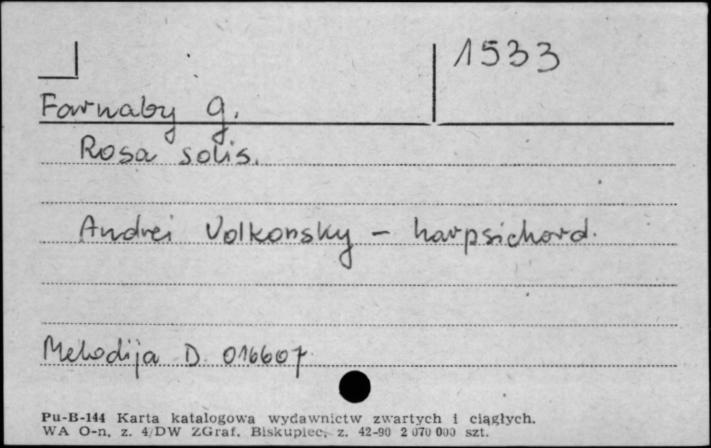 1533
Farnaby G.
Rosa solis.
Andrei Volkonsky – harpsichord.
Melodija D. 016607
Pu-B-144 Karta katalogowa wydawnictw zwartych i ciągłych.
WA O-n, z. 4/DW ZGraf. Biskupiec, z. 42-90 2 070 000 szt.